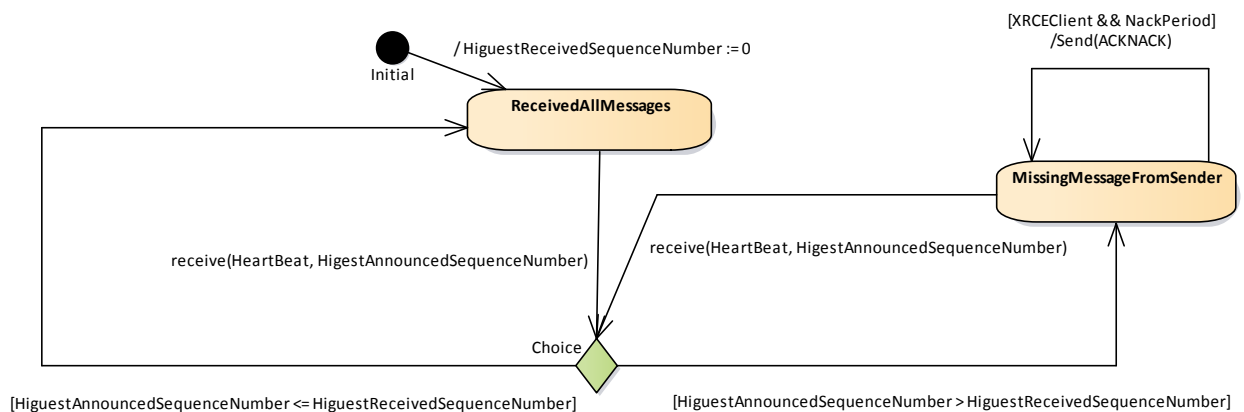 [XRCEClient && NackPeriod]
/Send(ACKNACK)
/ HiguestReceivedSequenceNumber := 0
Initial
ReceivedAllMessages
MissingMessageFromSender
receive(HeartBeat, HigestAnnouncedSequenceNumber)
receive(HeartBeat, HigestAnnouncedSequenceNumber)
Choice
[HiguestAnnouncedSequenceNumber <= HiguestReceivedSequenceNumber]
[HiguestAnnouncedSequenceNumber > HiguestReceivedSequenceNumber]